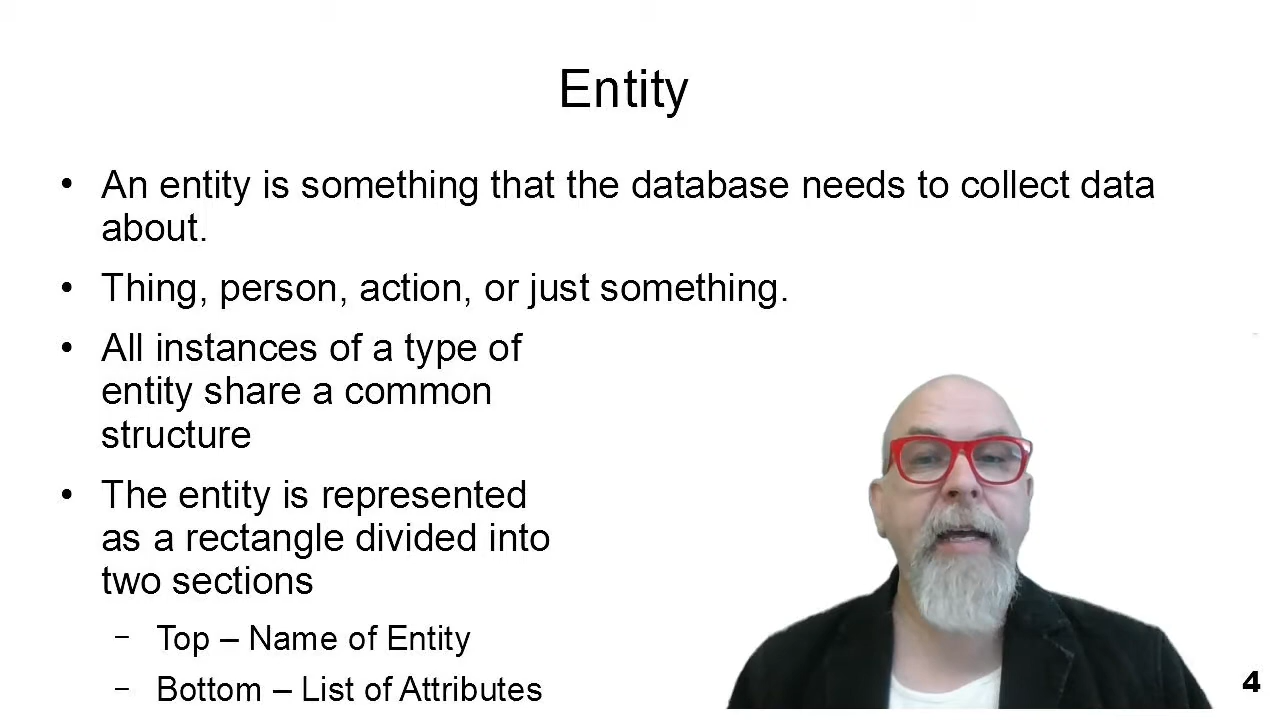 Entity
• An entity is something that the database needs to collect data
about.
• Thing, person, action, or just something.
• All instances of a type of
entity share a common
structure
• The entity is represented
as a rectangle divided into
two sections
– Top – Name of Entity
– Bottom – List of Attributes
4